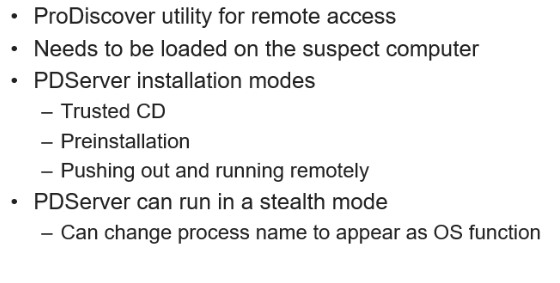 • ProDiscover utility for remote access
• Needs to be loaded on the suspect computer
• PDServer installation modes
– Trusted CD
– Preinstallation
– Pushing out and running remotely
• PDServer can run in a stealth mode
– Can change process name to appear as OS function